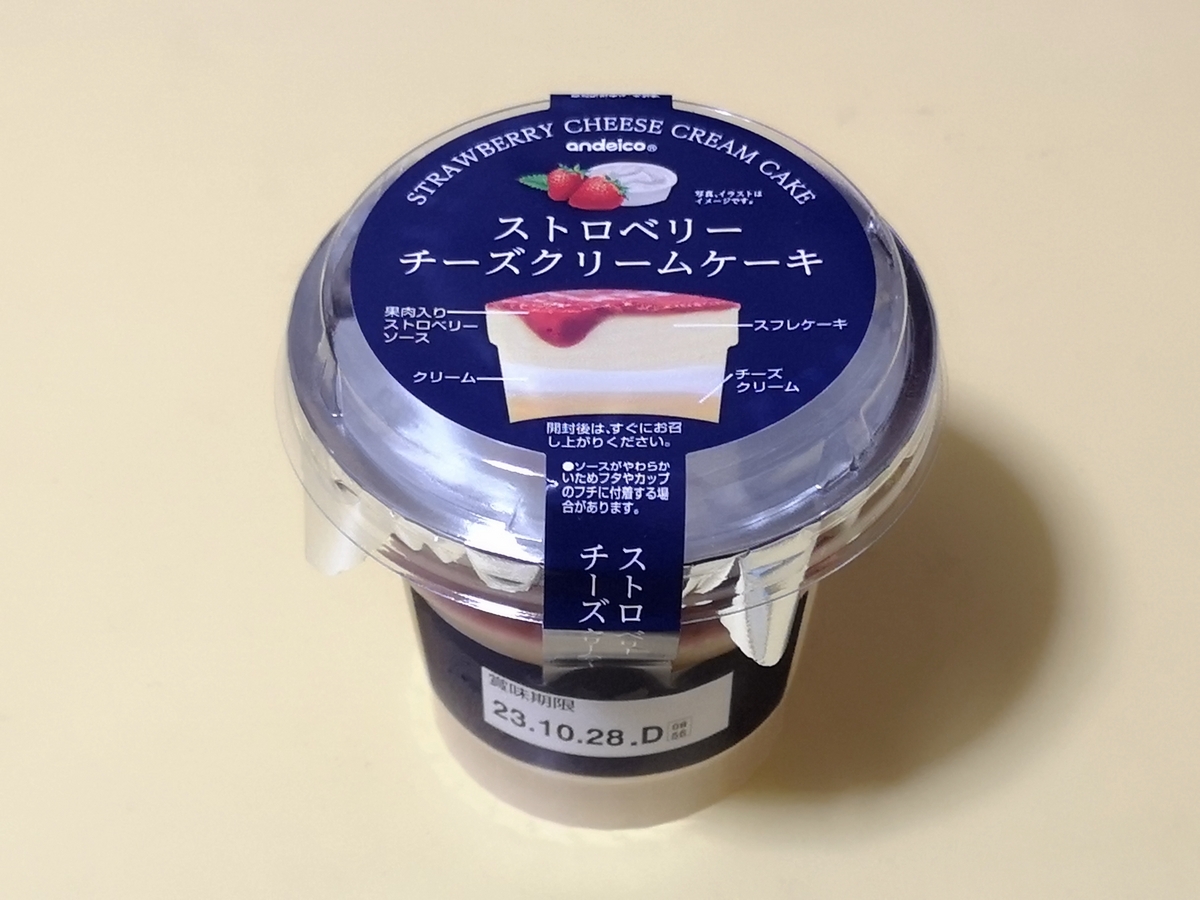 STRAWBERRY CHEESE CREAM CAKE
andeico®
写真、イラストは
イメージです。
ストロベリー
チーズクリームケーキ
果肉入り
ストロベリー
ソース
スフレケーキ
クリーム
チーズ
クリーム
開封後は、すぐにお召
し上がりください。
●ソースがやわらか
いためフタやカップ
のフチに付着する場
合があります。
ストロベリー
チーズ
賞味期限
23.10.28.D